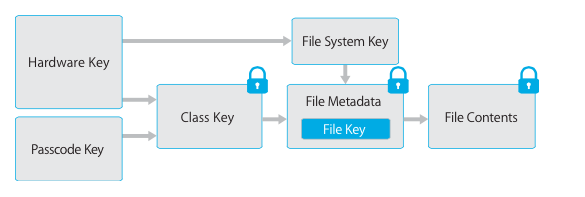 Hardware Key
File System Key
Passcode Key
Class Key
File Metadata
File Key
File Contents